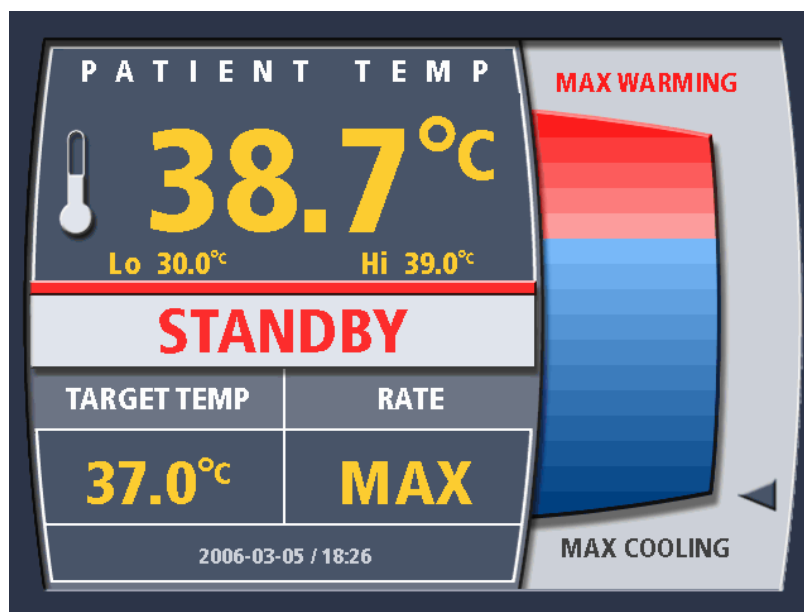 PATIENT TEMP
38.7°C
Lo 30.0°C Hi 39.0°C
STANDBY
TARGET TEMP RATE
37.0°C MAX
2006-03-05 / 18:26
MAX WARMING
MAX COOLING